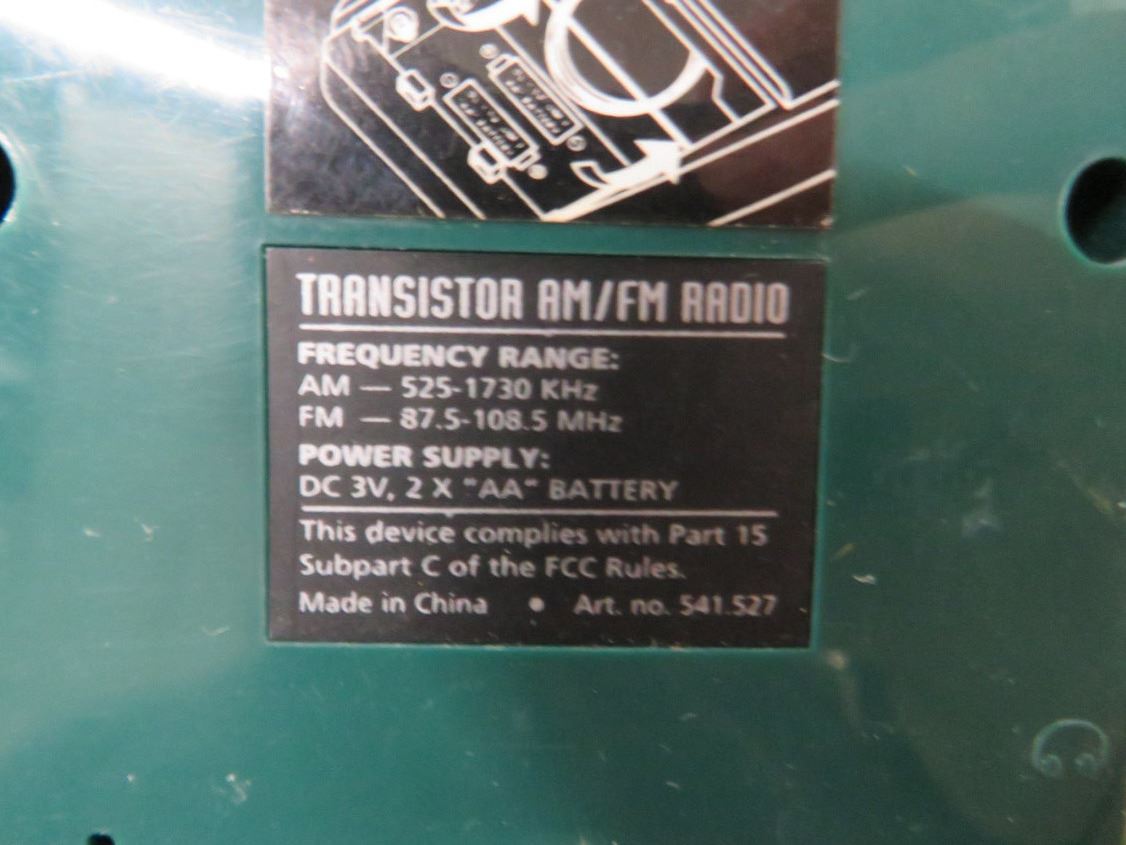 TRANSISTOR AM/FM RADIO
FREQUENCY RANGE:
AM — 525-1730 KHz
FM — 87.5-108.5 MHz
POWER SUPPLY:
DC 3V, 2 X "AA" BATTERY
This device complies with Part 15
Subpart C of the FCC Rules.
Made in China • Art. no. 541.527